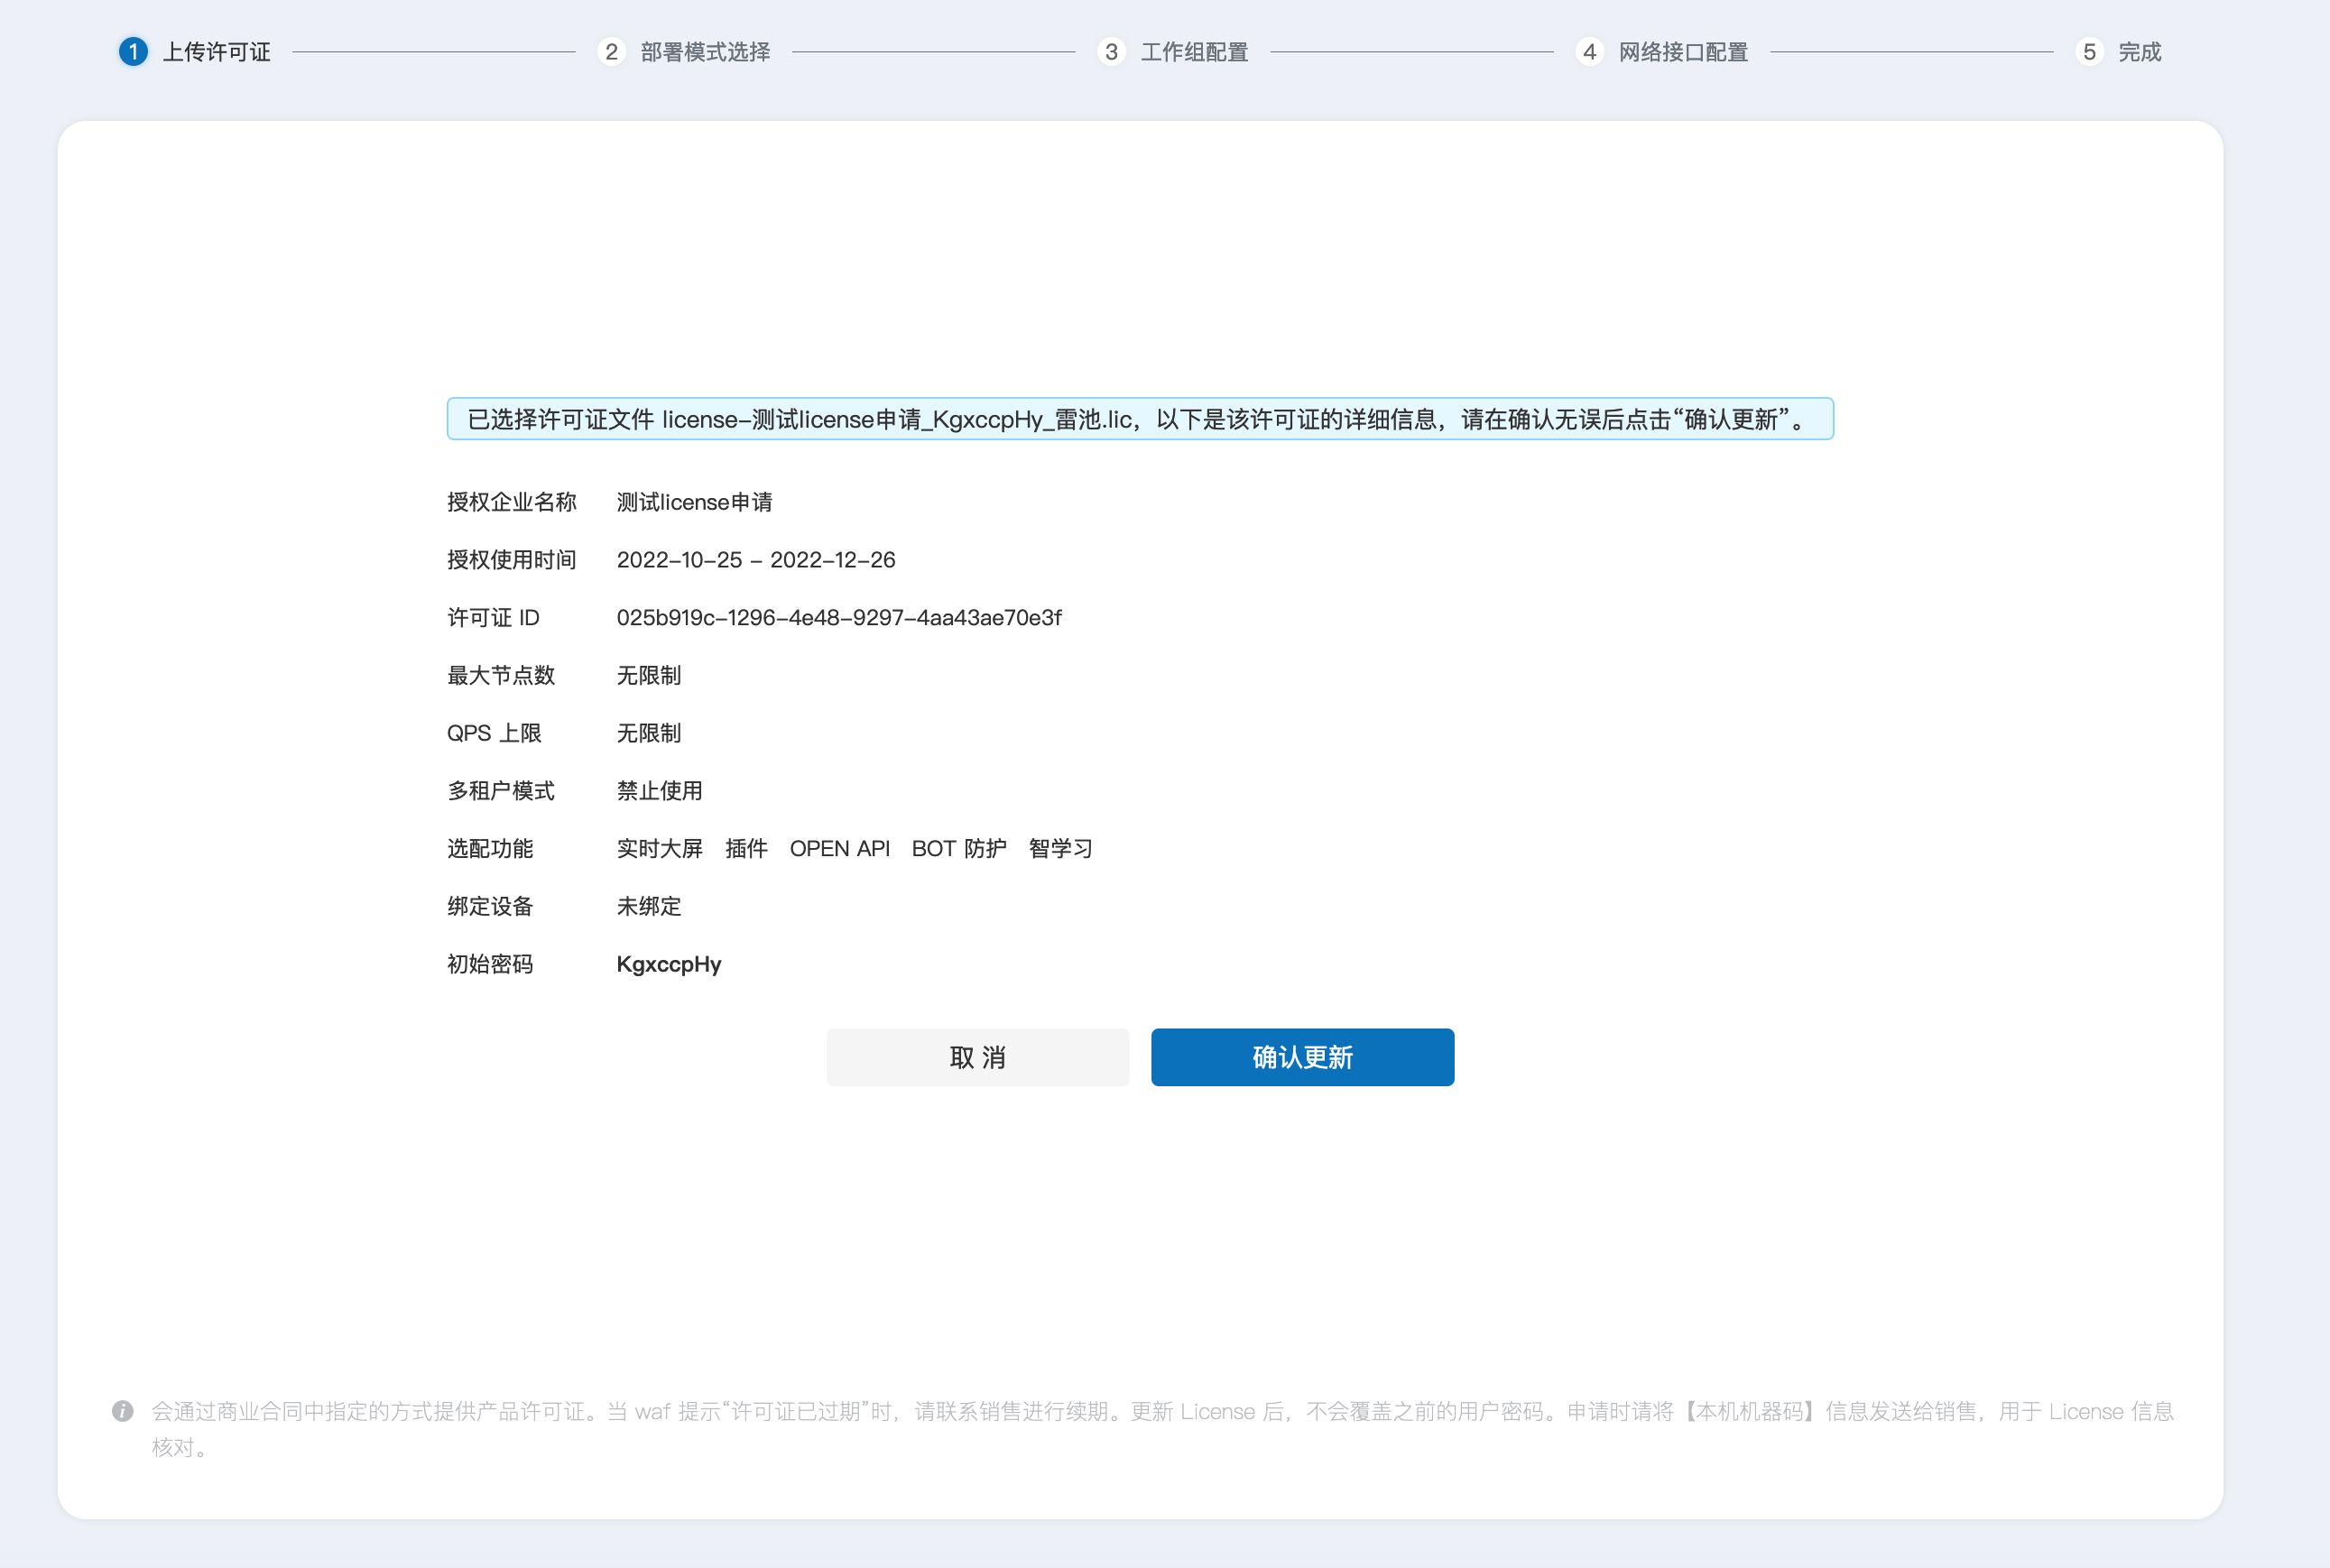 1 上传许可证 2 部署模式选择 3 工作组配置 4 网络接口配置 5 完成
已选择许可证文件 license-测试license申请_KgxccpHy_雷池.lic，以下是该许可证的详细信息，请在确认无误后点击“确认更新”。
授权企业名称 测试license申请
授权使用时间 2022-10-25 - 2022-12-26
许可证 ID 025b919c-1296-4e48-9297-4aa43ae70e3f
最大节点数 无限制
QPS 上限 无限制
多租户模式 禁止使用
选配功能 实时大屏 插件 OPEN API BOT 防护 智学习
绑定设备 未绑定
初始密码 KgxccpHy
取 消 确认更新
会通过商业合同中指定的方式提供产品许可证。当 waf 提示“许可证已过期”时，请联系销售进行续期。更新 License 后，不会覆盖之前的用户密码。申请时请将【本机机器码】信息发送给销售，用于 License 信息
核对。